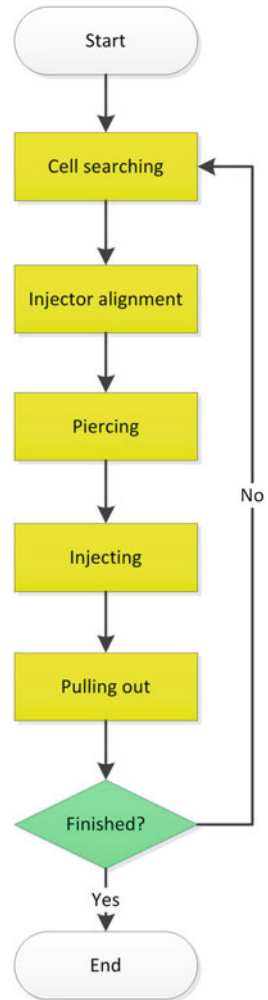 Start
Cell searching
Injector alignment
Piercing
No
Injecting
Pulling out
Finished?
Yes
End